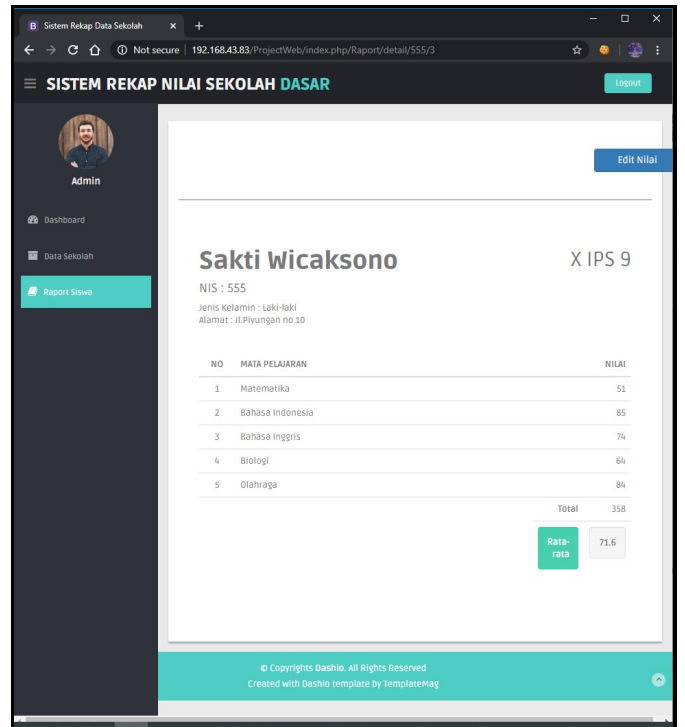 Sistem Rekap Data Sekolah
Not secure | 192.168.43.83/ProjectWeb/index.php/Raport/detail/555/3
SISTEM REKAP NILAI SEKOLAH DASAR
Logout
Admin
Dashboard
Data Sekolah
Raport Siswa
Edit Nilai
Sakti Wicaksono
X IPS 9
NIS : 555
Jenis Kelamin : Laki-laki
Alamat : Jl.Piyungan no.10
NO MATA PELAJARAN NILAI
1 Matematika 51
2 Bahasa Indonesia 85
3 Bahasa Inggris 74
4 Biologi 64
5 Olahraga 84
Total 358
Rata-
rata
71.6
© Copyrights Dashio. All Rights Reserved
Created with Dashio template by TemplateMag